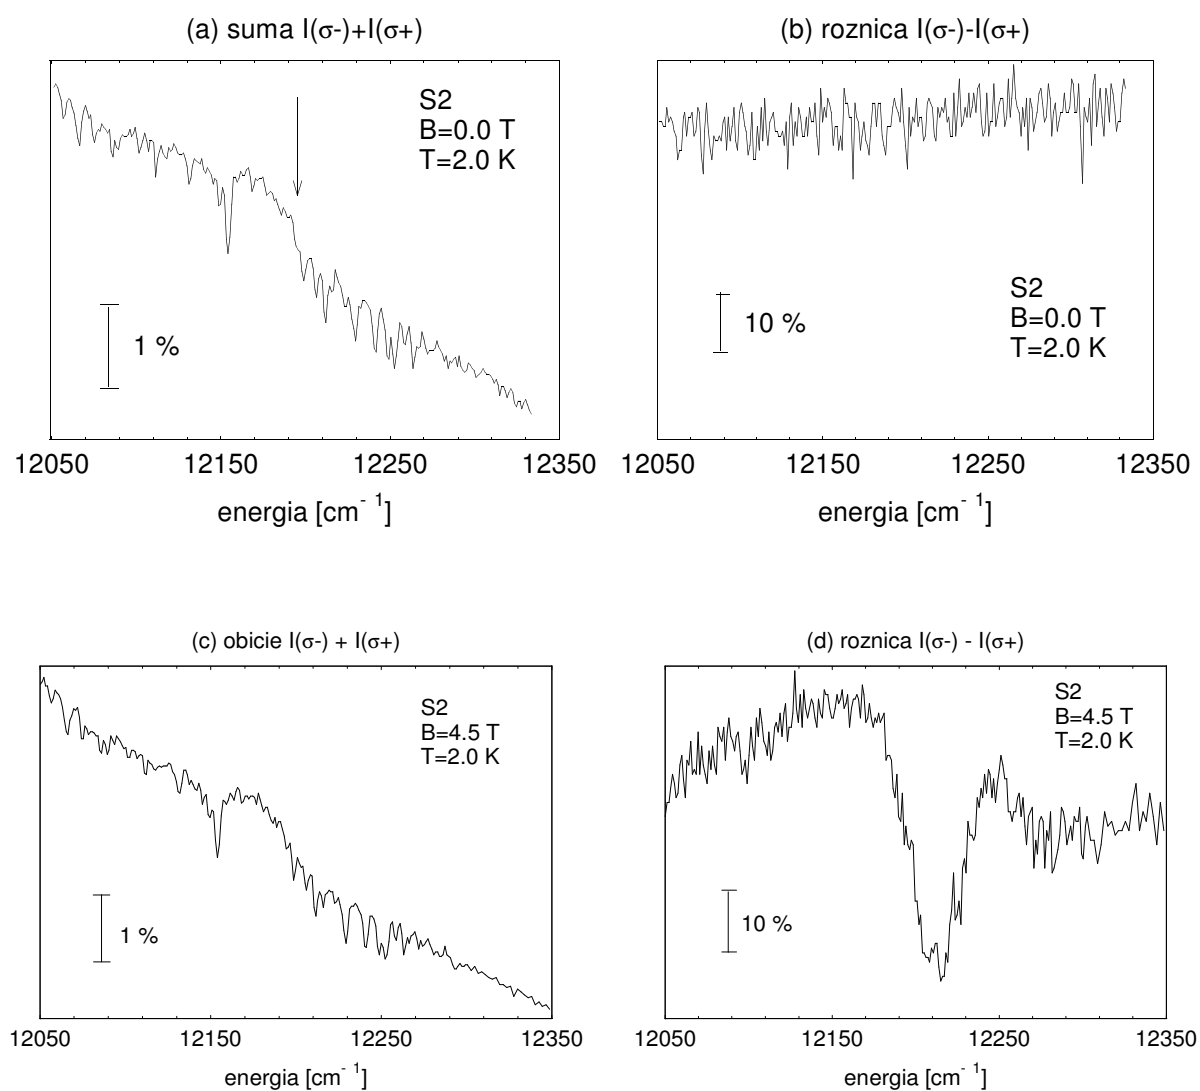 (a) suma I(σ-)+I(σ+)
S2
B=0.0 T
T=2.0 K
1 %
12050 12150 12250 12350
energia [cm⁻¹]
(b) roznica I(σ-)-I(σ+)
10 %
S2
B=0.0 T
T=2.0 K
12050 12150 12250 12350
energia [cm⁻¹]
(c) obicie I(σ-) + I(σ+)
S2
B=4.5 T
T=2.0 K
1 %
12050 12150 12250 12350
energia [cm⁻¹]
(d) roznica I(σ-) - I(σ+)
S2
B=4.5 T
T=2.0 K
10 %
12050 12150 12250 12350
energia [cm⁻¹]